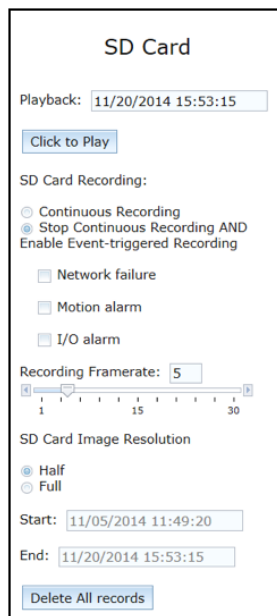 SD Card
Playback: 11/20/2014 15:53:15
Click to Play
SD Card Recording:
Continuous Recording
Stop Continuous Recording AND
Enable Event-triggered Recording
Network failure
Motion alarm
I/O alarm
Recording Framerate: 5
1 15 30
SD Card Image Resolution
Half
Full
Start: 11/05/2014 11:49:20
End: 11/20/2014 15:53:15
Delete All records